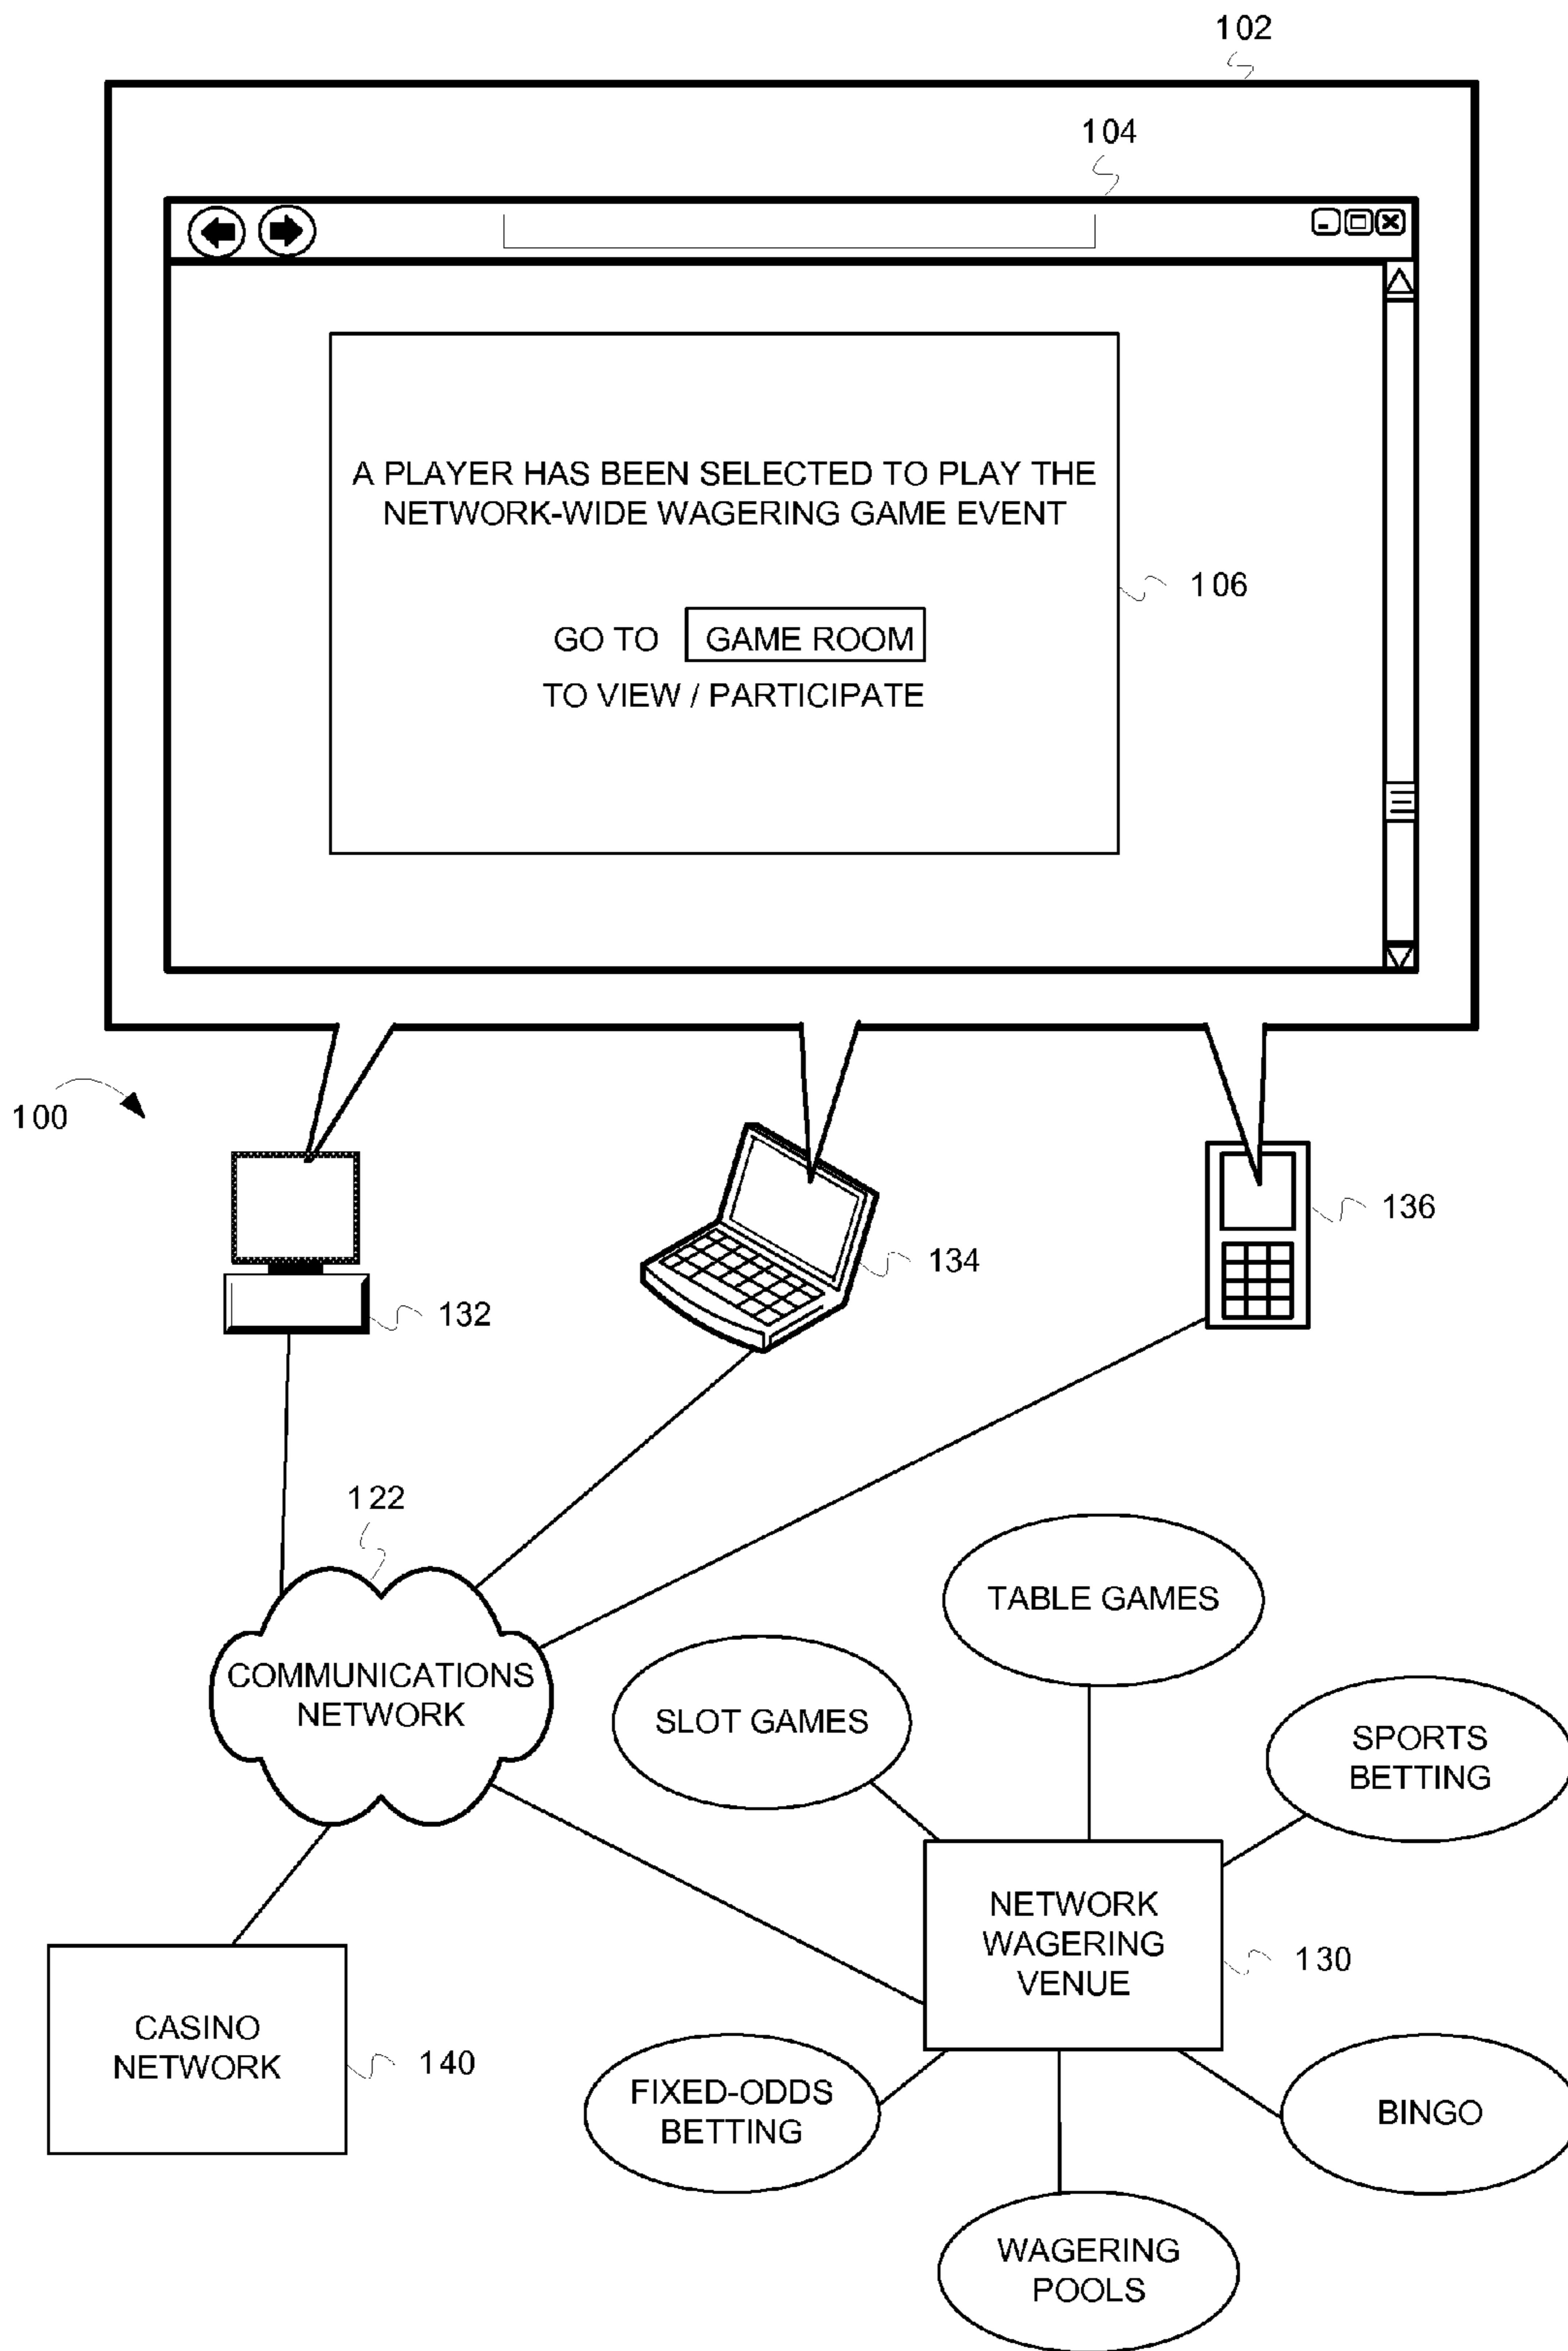 102
104
A PLAYER HAS BEEN SELECTED TO PLAY THE
NETWORK-WIDE WAGERING GAME EVENT
106
GO TO GAME ROOM
TO VIEW / PARTICIPATE
100
136
134
132
122
TABLE GAMES
COMMUNICATIONS
NETWORK
SLOT GAMES
SPORTS
BETTING
NETWORK
WAGERING
VENUE
130
CASINO
NETWORK
140
FIXED-ODDS
BETTING
BINGO
WAGERING
POOLS